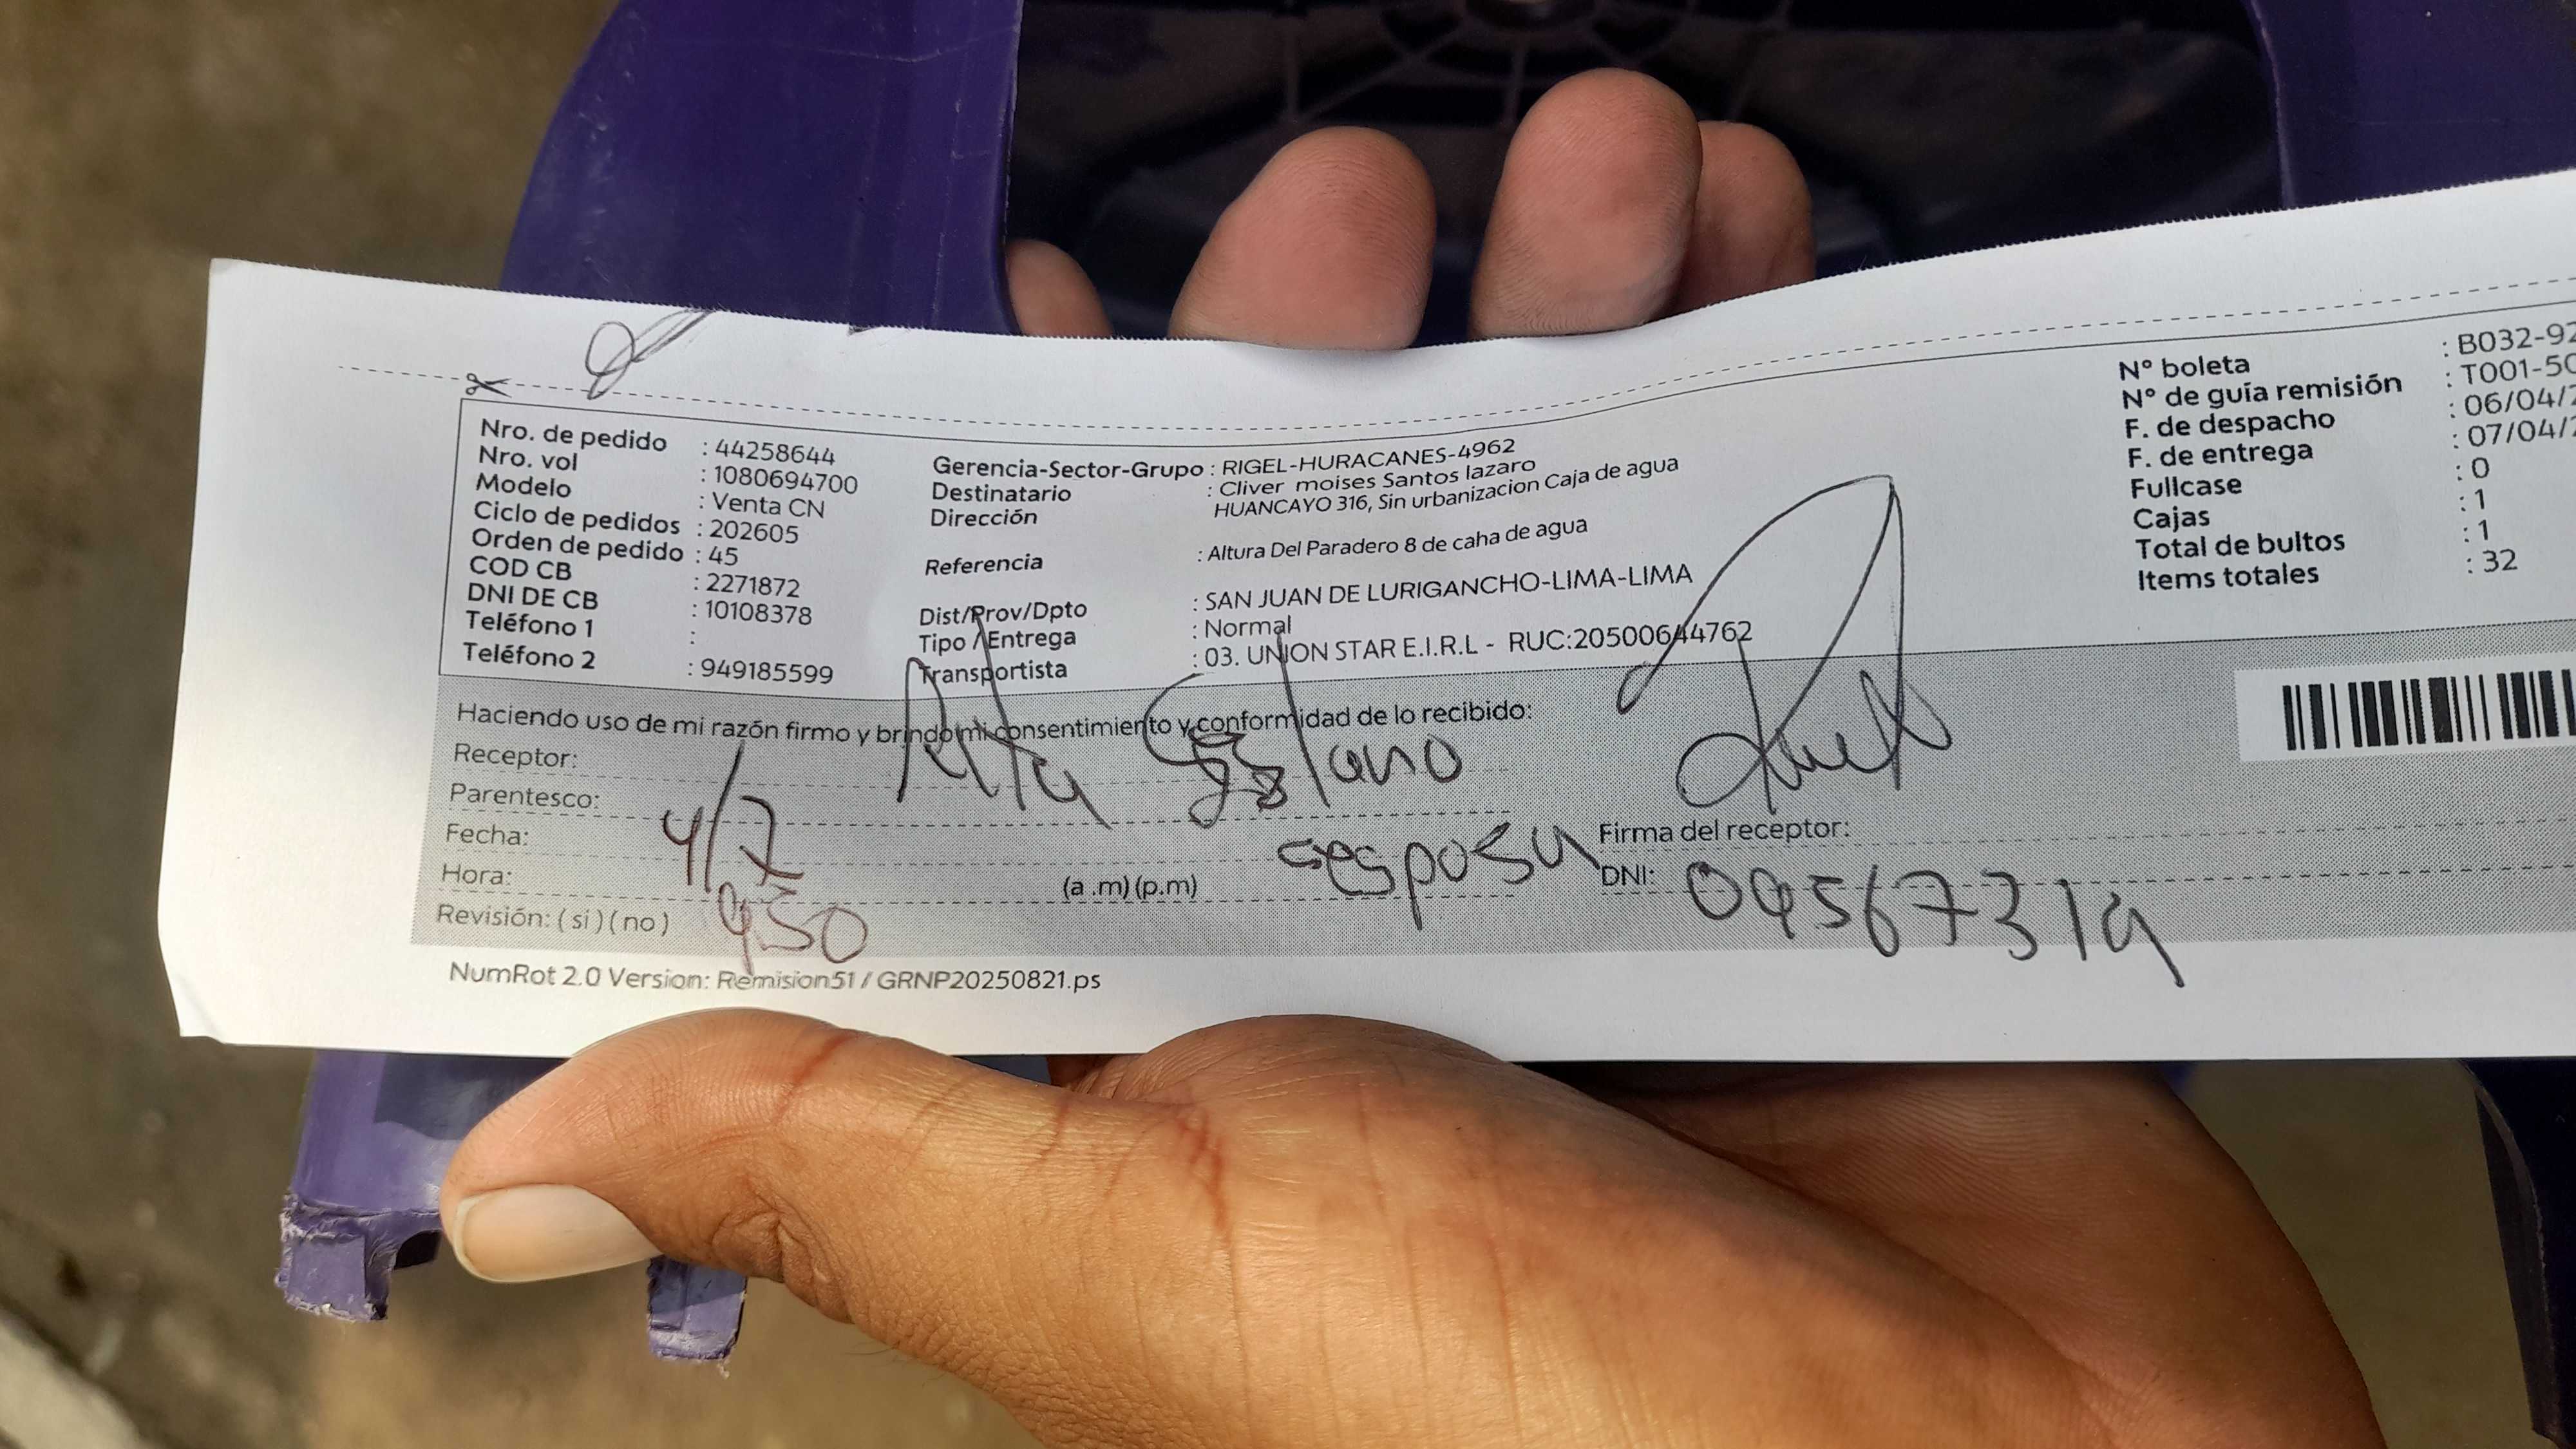 Nro. de pedido : 44258644
Nro. vol : 1080694700
Modelo : Venta CN
Ciclo de pedidos : 202605
Orden de pedido : 45
COD CB : 2271872
DNI DE CB : 10108378
Teléfono 1 :
Teléfono 2 : 949185599
Gerencia-Sector-Grupo : RIGEL-HURACANES-4962
Destinatario : Cliver moises Santos lazaro
Dirección HUANCAYO 316, Sin urbanizacion Caja de agua
Referencia : Altura Del Paradero 8 de caha de agua
Dist/Prov/Dpto : SAN JUAN DE LURIGANCHO-LIMA-LIMA
Tipo / Entrega : Normal
Transportista : 03. UNION STAR E.I.R.L - RUC:20500644762
N° boleta : B032-92
N° de guía remisión : T001-50
F. de despacho : 06/04/2
F. de entrega : 07/04/2
Fullcase : 0
Cajas : 1
Total de bultos : 1
Items totales : 32
Haciendo uso de mi razón firmo y brindo mi consentimiento y conformidad de lo recibido:
Receptor:
Parentesco: esposa
Fecha: 4/7
Hora: 950 (a .m) (p.m)
Revisión: ( si ) ( no )
Firma del receptor:
DNI: 09567319
NumRot 2.0 Version: Remision51 / GRNP20250821.ps